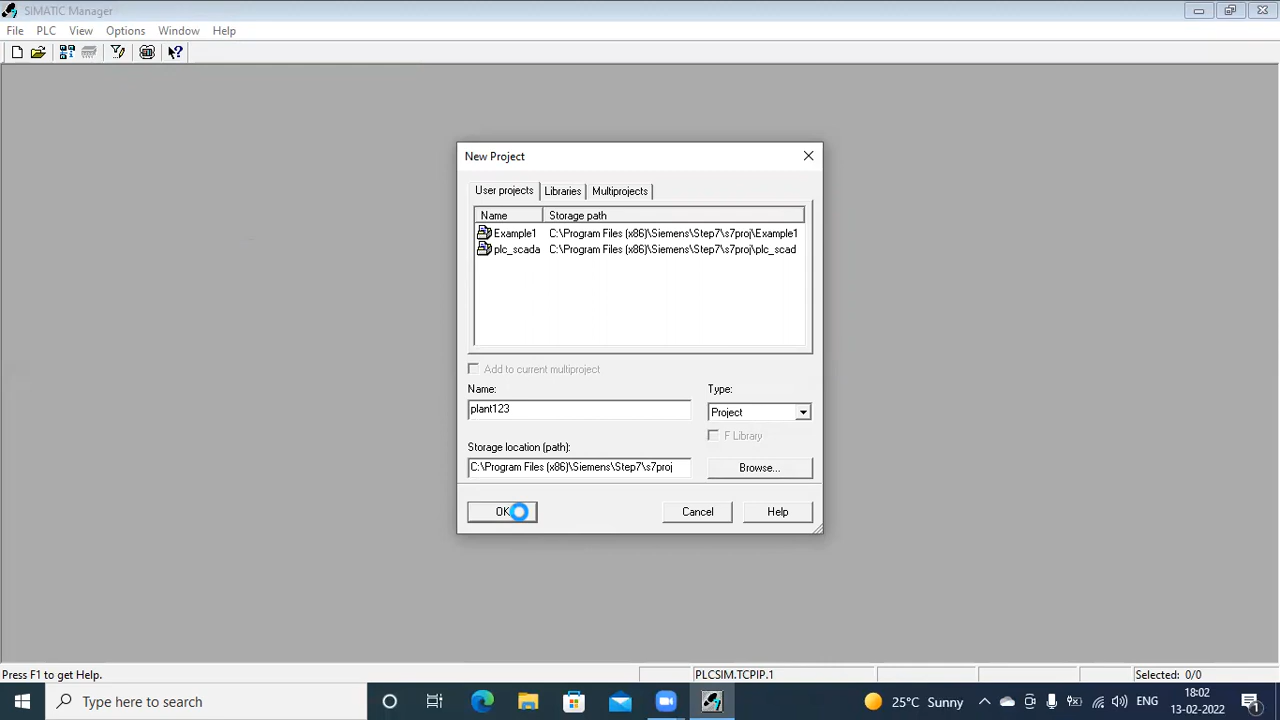 SIMATIC Manager
File PLC View Options Window Help
New Project
User projects Libraries Multiprojects
Name Storage path
Example1 C:\Program Files (x86)\Siemens\Step7\s7proj\Example1
plc_scada C:\Program Files (x86)\Siemens\Step7\s7proj\plc_scad
Add to current multiproject
Name: Type:
plant123 Project
F Library
Storage location (path):
C:\Program Files (x86)\Siemens\Step7\s7proj Browse...
OK Cancel Help
Press F1 to get Help. PLCSIM.TCPIP.1 Selected: 0/0
Type here to search 25°C Sunny ENG 18:02
13-02-2022 1